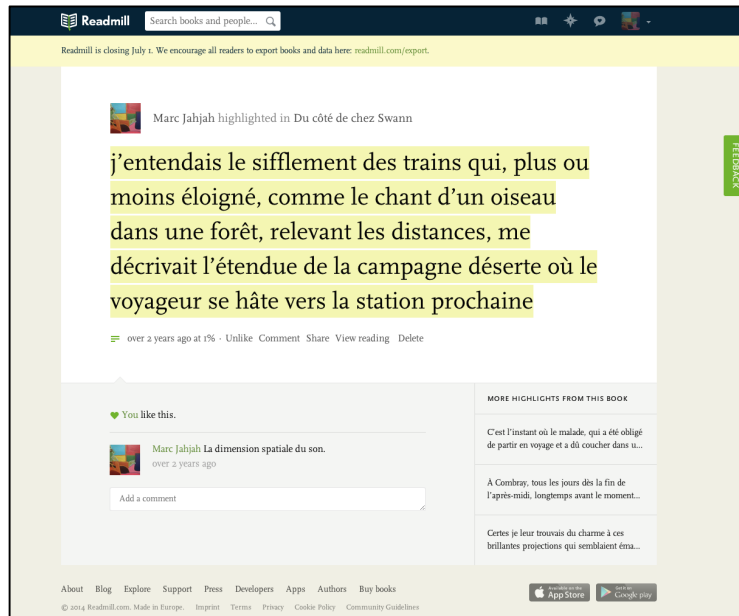 Readmill
Search books and people...
Readmill is closing July 1. We encourage all readers to export books and data here: readmill.com/export.
Marc Jahjah highlighted in Du côté de chez Swann
j’entendais le sifflement des trains qui, plus ou
moins éloigné, comme le chant d’un oiseau
dans une forêt, relevant les distances, me
décrivait l’étendue de la campagne déserte où le
voyageur se hâte vers la station prochaine
over 2 years ago at 1% · Unlike Comment Share View reading Delete
FEEDBACK
You like this.
Marc Jahjah La dimension spatiale du son.
over 2 years ago
Add a comment
MORE HIGHLIGHTS FROM THIS BOOK
C’est l’instant où le malade, qui a été obligé
de partir en voyage et a dû coucher dans u...
À Combray, tous les jours dès la fin de
l’après-midi, longtemps avant le moment...
Certes je leur trouvais du charme à ces
brillantes projections qui semblaient éma...
About Blog Explore Support Press Developers Apps Authors Buy books
© 2014 Readmill.com. Made in Europe. Imprint Terms Privacy Cookie Policy Community Guidelines
Available on the
App Store
Get it on
Google play